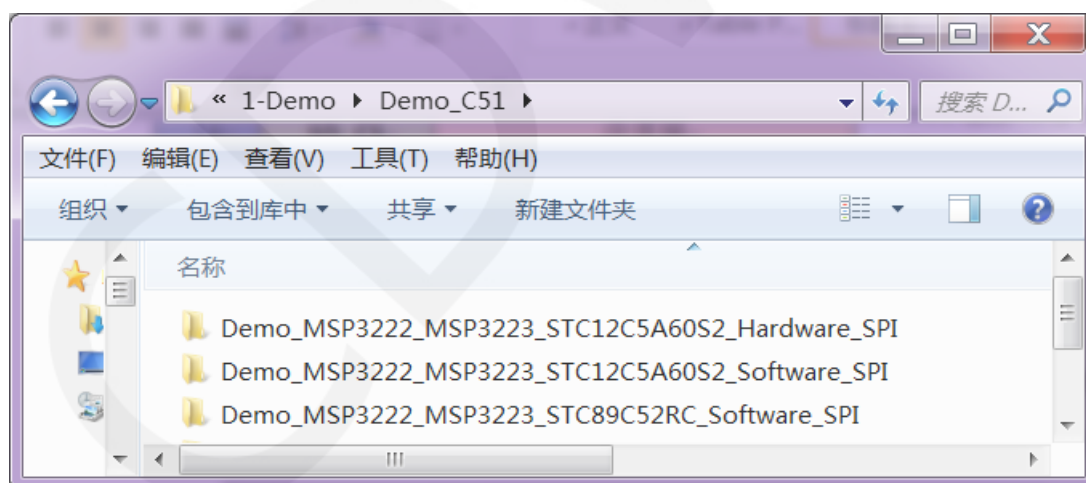 « 1-Demo ▸ Demo_C51 ▸ 搜索 D...
文件(F) 编辑(E) 查看(V) 工具(T) 帮助(H)
组织 包含到库中 共享 新建文件夹
名称
Demo_MSP3222_MSP3223_STC12C5A60S2_Hardware_SPI
Demo_MSP3222_MSP3223_STC12C5A60S2_Software_SPI
Demo_MSP3222_MSP3223_STC89C52RC_Software_SPI